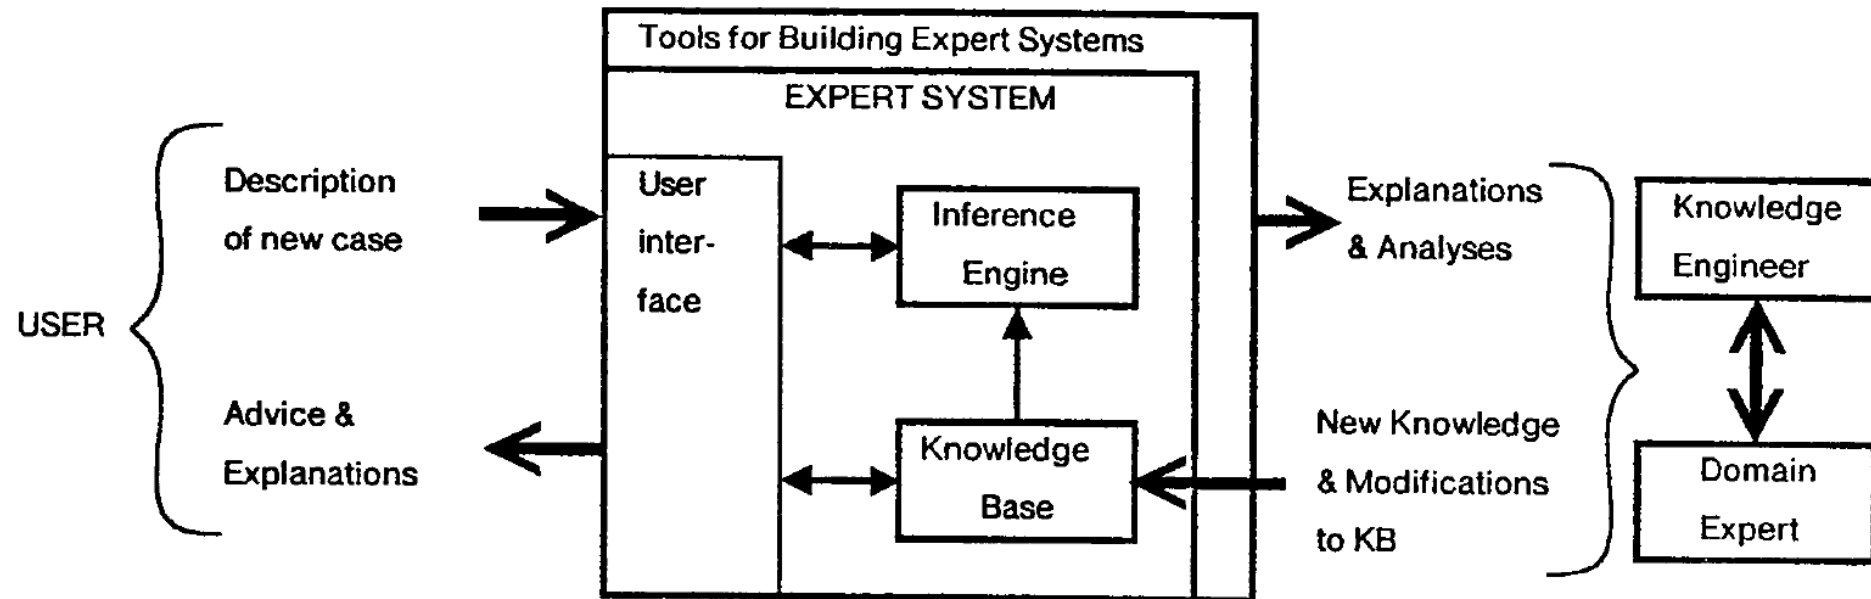 Tools for Building Expert Systems
EXPERT SYSTEM
USER
Description
of new case
Advice &
Explanations
User
inter-
face
Inference
Engine
Knowledge
Base
Explanations
& Analyses
New Knowledge
& Modifications
to KB
Knowledge
Engineer
Domain
Expert